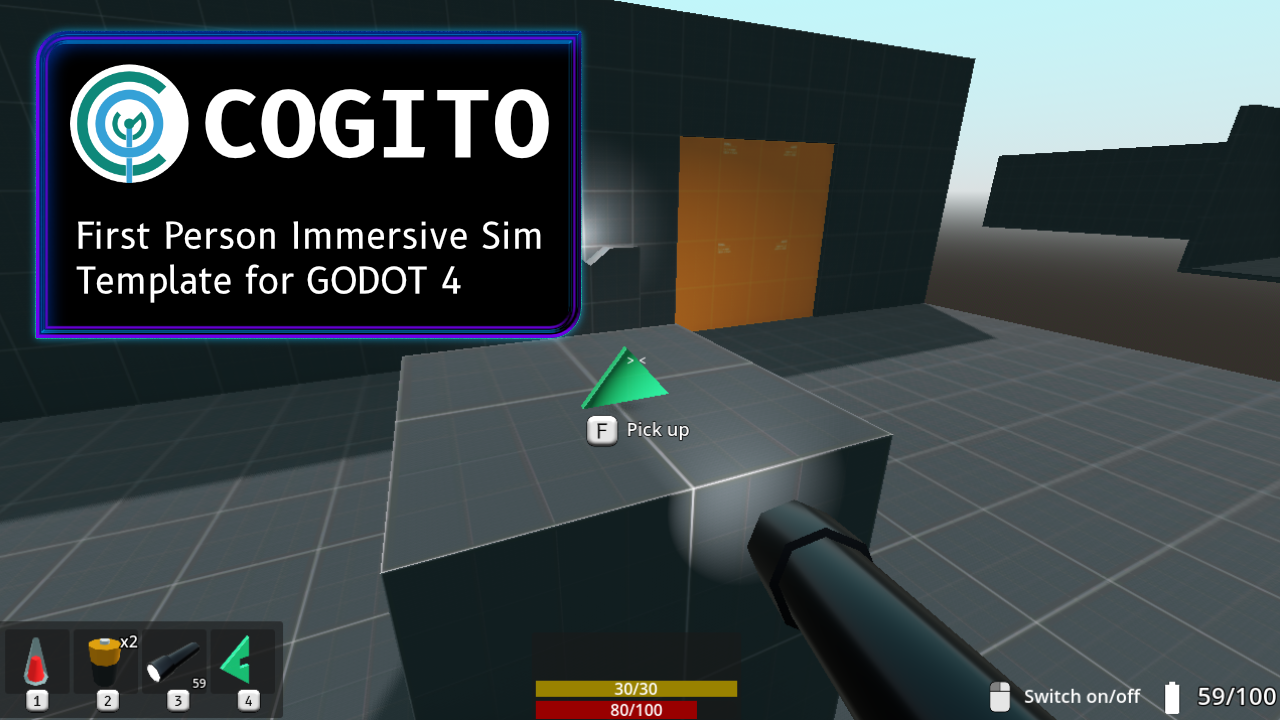 COGITO
First Person Immersive Sim
Template for GODOT 4
> <
F Pick up
x2
59
1 2 3 4
30/30
80/100
Switch on/off 59/100